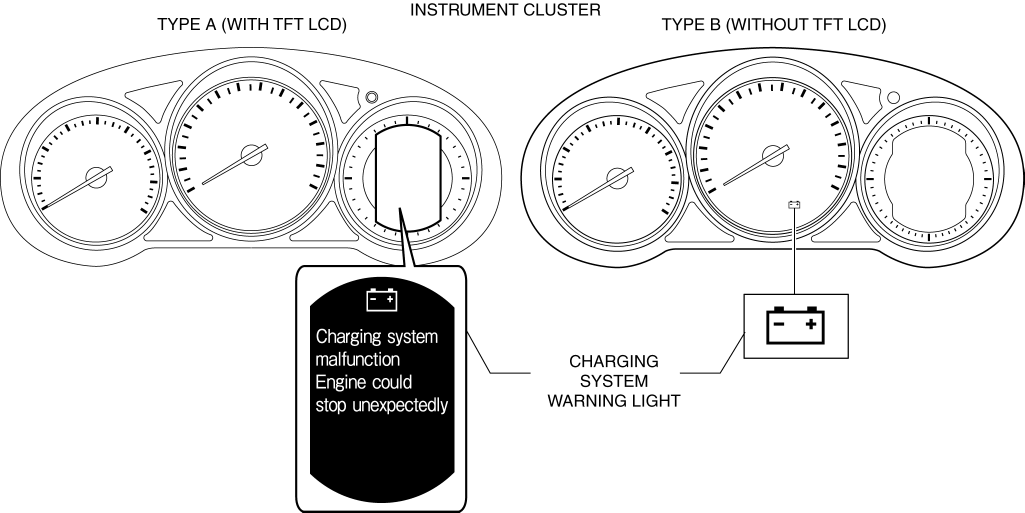 INSTRUMENT CLUSTER
TYPE A (WITH TFT LCD)
TYPE B (WITHOUT TFT LCD)
Charging system
malfunction
Engine could
stop unexpectedly
CHARGING
SYSTEM
WARNING LIGHT